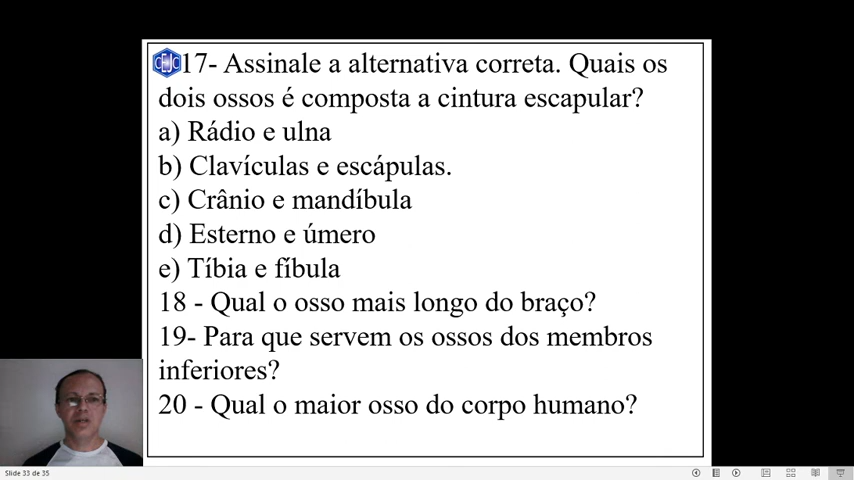 CEJC 17- Assinale a alternativa correta. Quais os
dois ossos é composta a cintura escapular?
a) Rádio e ulna
b) Clavículas e escápulas.
c) Crânio e mandíbula
d) Esterno e úmero
e) Tíbia e fíbula
18 - Qual o osso mais longo do braço?
19- Para que servem os ossos dos membros
inferiores?
20 - Qual o maior osso do corpo humano?
Slide 33 de 35